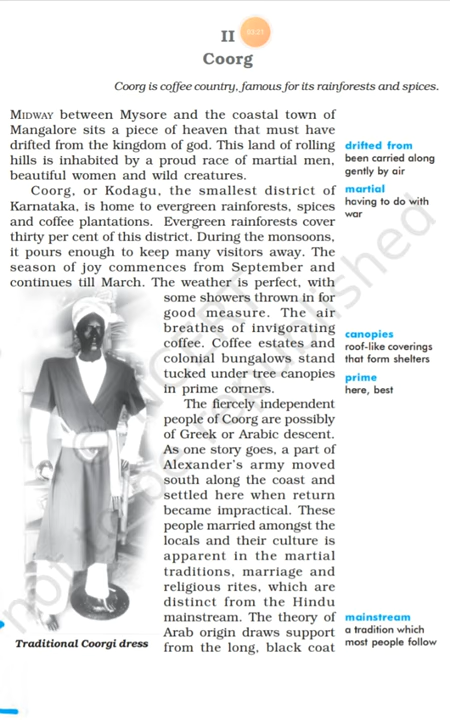 II
03:21
Coorg
Coorg is coffee country, famous for its rainforests and spices.
MIDWAY between Mysore and the coastal town of
Mangalore sits a piece of heaven that must have
drifted from the kingdom of god. This land of rolling
hills is inhabited by a proud race of martial men,
beautiful women and wild creatures.
Coorg, or Kodagu, the smallest district of
Karnataka, is home to evergreen rainforests, spices
and coffee plantations. Evergreen rainforests cover
thirty per cent of this district. During the monsoons,
it pours enough to keep many visitors away. The
season of joy commences from September and
continues till March. The weather is perfect, with
some showers thrown in for
good measure. The air
breathes of invigorating
coffee. Coffee estates and
colonial bungalows stand
tucked under tree canopies
in prime corners.
The fiercely independent
people of Coorg are possibly
of Greek or Arabic descent.
As one story goes, a part of
Alexander's army moved
south along the coast and
settled here when return
became impractical. These
people married amongst the
locals and their culture is
apparent in the martial
traditions, marriage and
religious rites, which are
distinct from the Hindu
mainstream. The theory of
Arab origin draws support
from the long, black coat
Traditional Coorgi dress
drifted from
been carried along
gently by air
martial
having to do with
war
canopies
roof-like coverings
that form shelters
prime
here, best
mainstream
a tradition which
most people follow
not to be republished